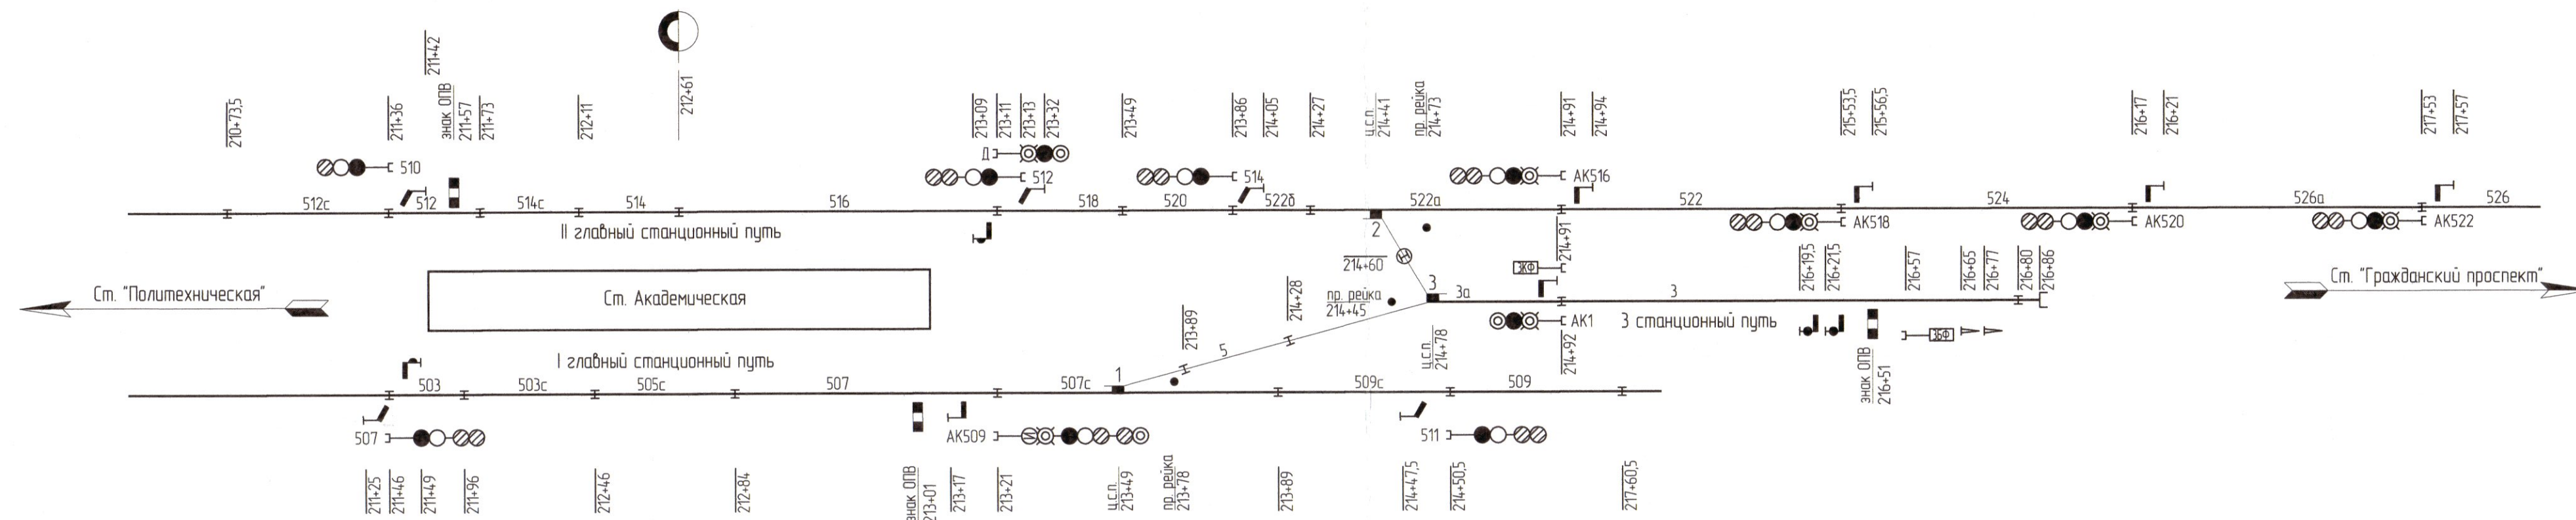 211+42
212+61
210+73,5
211+36
знак ОПВ
211+57
211+73
212+11
213+09
213+11
213+13
213+32
213+49
213+86
214+05
214+27
ц.с.п.
214+41
пр. рейка
214+73
214+91
214+94
215+53,5
215+56,5
216+17
216+21
217+53
217+57
510
Д
512
514
АК516
512с
512
514с
514
516
518
520
522б
522а
522
524
526а
526
II главный станционный путь
2
АК518
АК520
АК522
214+91
214+60
Н
ЗКФ
216+19,5
216+21,5
216+57
216+65
216+77
216+80
216+86
Ст. "Политехническая"
Ст. Академическая
214+28
пр. рейка
214+45
3
3а
3
Ст. "Гражданский проспект"
213+89
АК1
3 станционный путь
ЗБФ
I главный станционный путь
5
ц.с.п.
214+78
214+92
знак ОПВ
216+51
503
503с
505с
507
507с
1
509с
509
507
АК509
И
511
211+25
211+46
211+49
211+96
212+46
212+84
знак ОПВ
213+01
213+17
213+21
ц.с.п.
213+49
пр. рейка
213+78
213+89
214+47,5
214+50,5
217+60,5